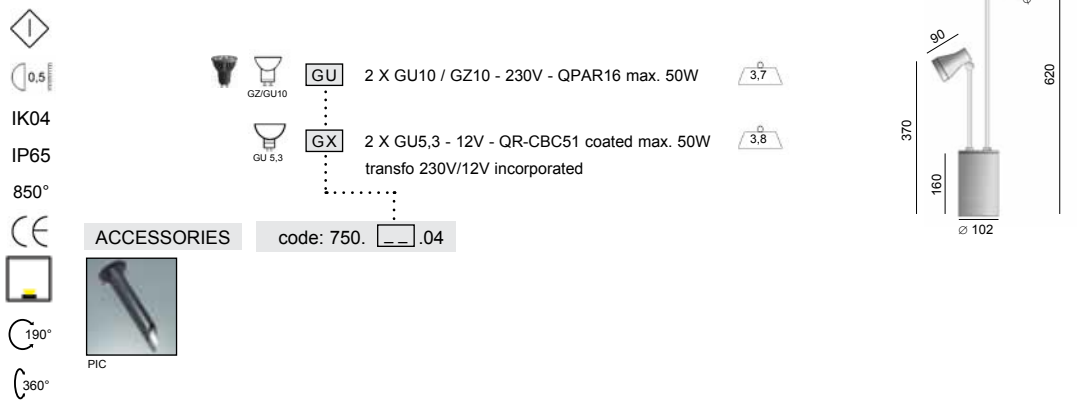 0,5
IK04
IP65
850°
CE
190°
360°
GZ/GU10
GU 2 X GU10 / GZ10 - 230V - QPAR16 max. 50W 3,7
GU 5,3
GX 2 X GU5,3 - 12V - QR-CBC51 coated max. 50W 3,8
transfo 230V/12V incorporated
ACCESSORIES code: 750. _ _ .04
PIC
90
620
370
160
∅ 102